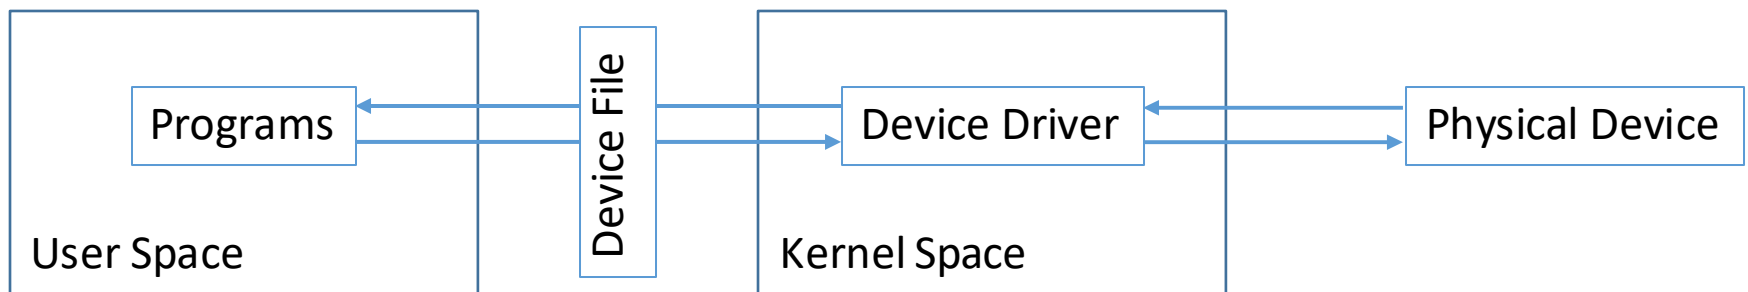 Programs
User Space
Device File
Device Driver
Kernel Space
Physical Device